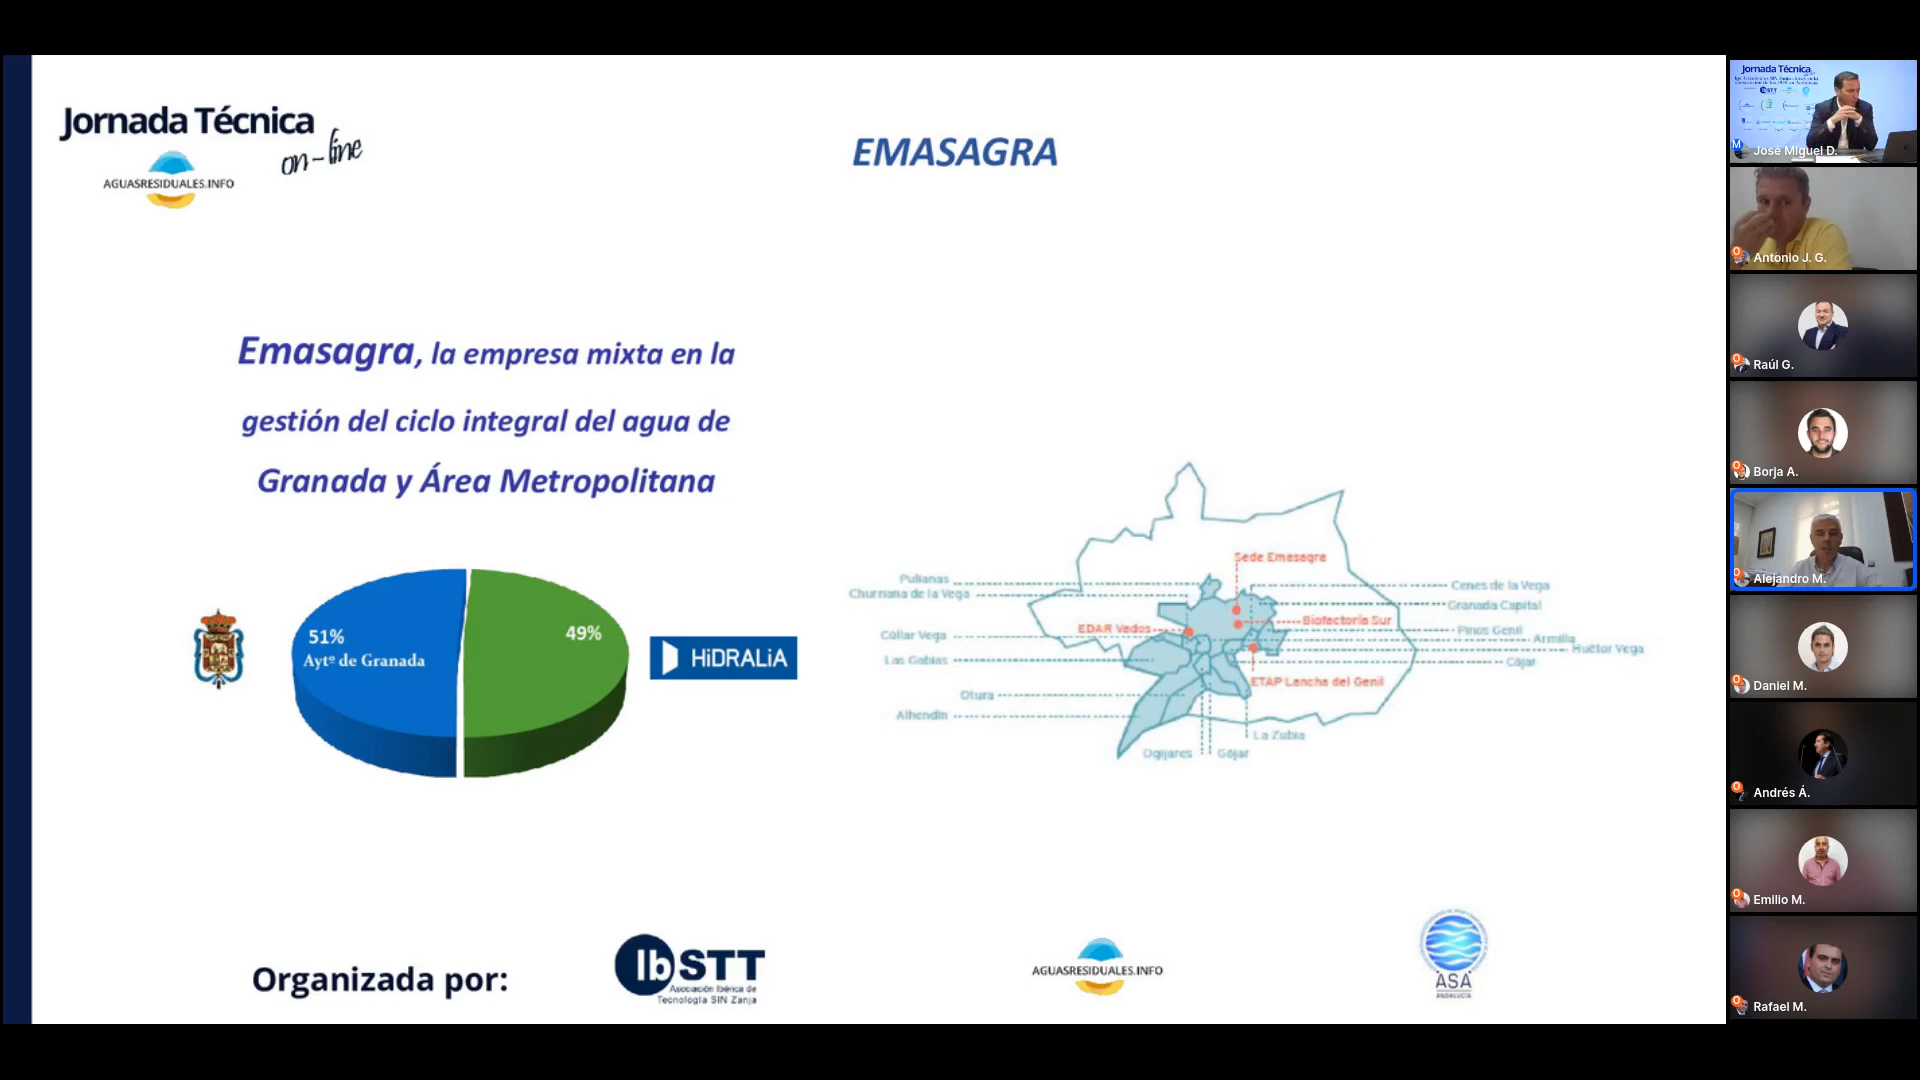 Jornada Técnica
on-line
AGUASRESIDUALES.INFO
EMASAGRA
Emasagra, la empresa mixta en la
gestión del ciclo integral del agua de
Granada y Área Metropolitana
51%
Aytº de Granada
49%
HiDRALiA
Sede Emasagra
Pulianas
Churriana de la Vega
Cúllar Vega
Las Gabias
Otura
Alhendín
EDAR Vados
Ogíjares
Gójar
La Zubia
Cenes de la Vega
Granada Capital
Biofactoría Sur
Pinos Genil
Armilla
Huétor Vega
Cájar
ETAP Lancha del Genil
Organizada por:
IbSTT
Asociación Ibérica de
Tecnología SIN Zanja
AGUASRESIDUALES.INFO
ASA
ANDALUCÍA
Jornada Técnica
IbSTT
José Miguel D.
Antonio J. G.
Raúl G.
Borja A.
Alejandro M.
Daniel M.
Andrés Á.
Emilio M.
Rafael M.